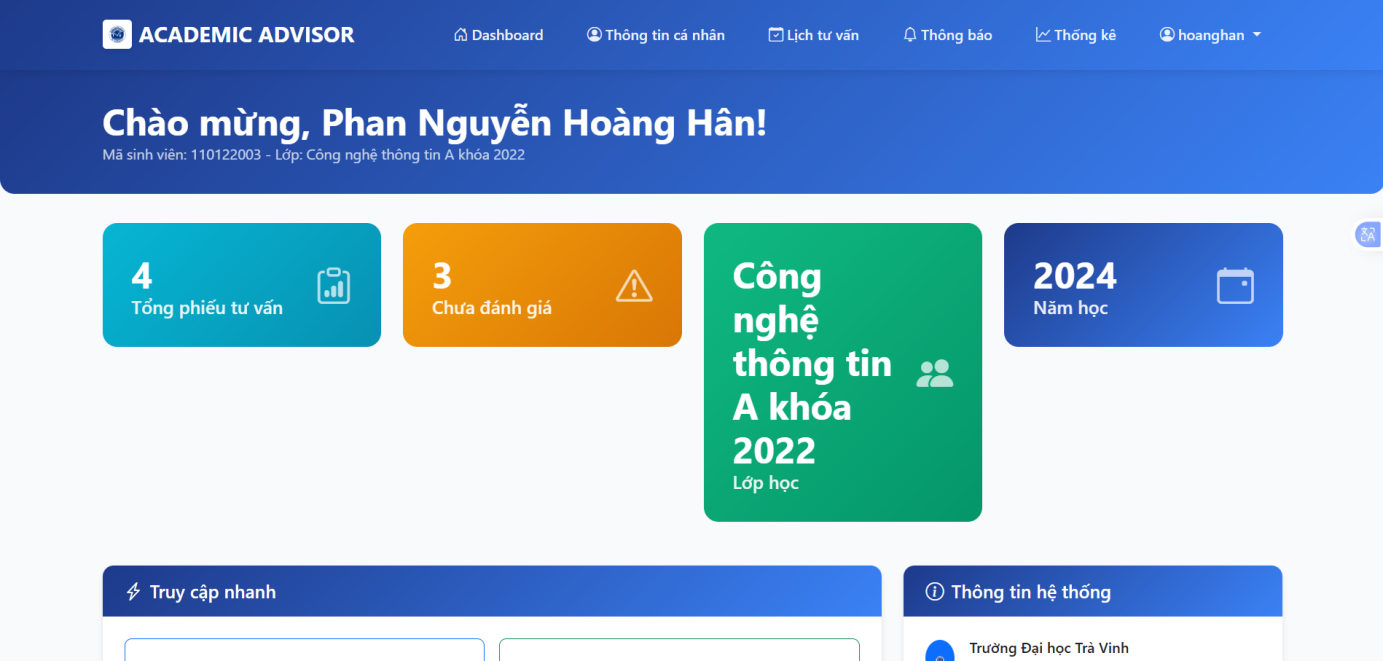 ACADEMIC ADVISOR
Dashboard
Thông tin cá nhân
Lịch tư vấn
Thông báo
Thống kê
hoanghan
Chào mừng, Phan Nguyễn Hoàng Hân!
Mã sinh viên: 110122003 - Lớp: Công nghệ thông tin A khóa 2022
4
Tổng phiếu tư vấn
3
Chưa đánh giá
Công
nghệ
thông tin
A khóa
2022
Lớp học
2024
Năm học
Truy cập nhanh
Thông tin hệ thống
Trường Đại học Trà Vinh